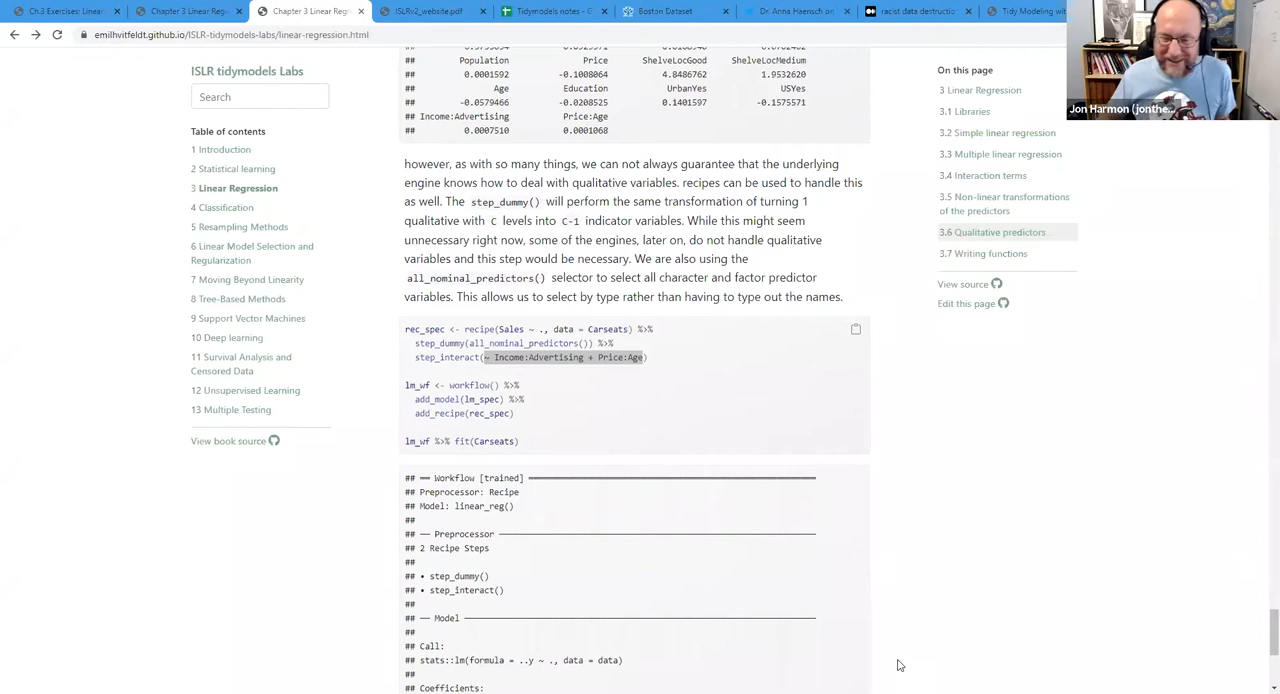 Ch.3 Exercises: Linear
Chapter 3 Linear Regr
Chapter 3 Linear Regr
ISLRv2_website.pdf
Tidymodels notes - G
Boston Dataset
Dr. Anna Haensch on
racist data destruction
Tidy Modeling wit
emilhvitfeldt.github.io/ISLR-tidymodels-labs/linear-regression.html
Jon Harmon (jonthe...
ISLR tidymodels Labs
Search
Table of contents
1 Introduction
2 Statistical learning
3 Linear Regression
4 Classification
5 Resampling Methods
6 Linear Model Selection and
Regularization
7 Moving Beyond Linearity
8 Tree-Based Methods
9 Support Vector Machines
10 Deep learning
11 Survival Analysis and
Censored Data
12 Unsupervised Learning
13 Multiple Testing
View book source
## Population Price ShelveLocGood ShelveLocMedium
## 0.0001592 -0.1008064 4.8486762 1.9532620
## Age Education UrbanYes USYes
## -0.0579466 -0.0208525 0.1401597 -0.1575571
## Income:Advertising Price:Age
## 0.0007510 0.0001068
however, as with so many things, we can not always guarantee that the underlying
engine knows how to deal with qualitative variables. recipes can be used to handle this
as well. The step_dummy() will perform the same transformation of turning 1
qualitative with C levels into C-1 indicator variables. While this might seem
unnecessary right now, some of the engines, later on, do not handle qualitative
variables and this step would be necessary. We are also using the
all_nominal_predictors() selector to select all character and factor predictor
variables. This allows us to select by type rather than having to type out the names.
rec_spec <- recipe(Sales ~ ., data = Carseats) %>%
step_dummy(all_nominal_predictors()) %>%
step_interact(~ Income:Advertising + Price:Age)
lm_wf <- workflow() %>%
add_model(lm_spec) %>%
add_recipe(rec_spec)
lm_wf %>% fit(Carseats)
## ══ Workflow [trained] ══════════
## Preprocessor: Recipe
## Model: linear_reg()
##
## ── Preprocessor ──────────
## 2 Recipe Steps
##
## • step_dummy()
## • step_interact()
##
## ── Model ──────────
##
## Call:
## stats::lm(formula = ..y ~ ., data = data)
##
## Coefficients:
On this page
3 Linear Regression
3.1 Libraries
3.2 Simple linear regression
3.3 Multiple linear regression
3.4 Interaction terms
3.5 Non-linear transformations
of the predictors
3.6 Qualitative predictors
3.7 Writing functions
View source
Edit this page